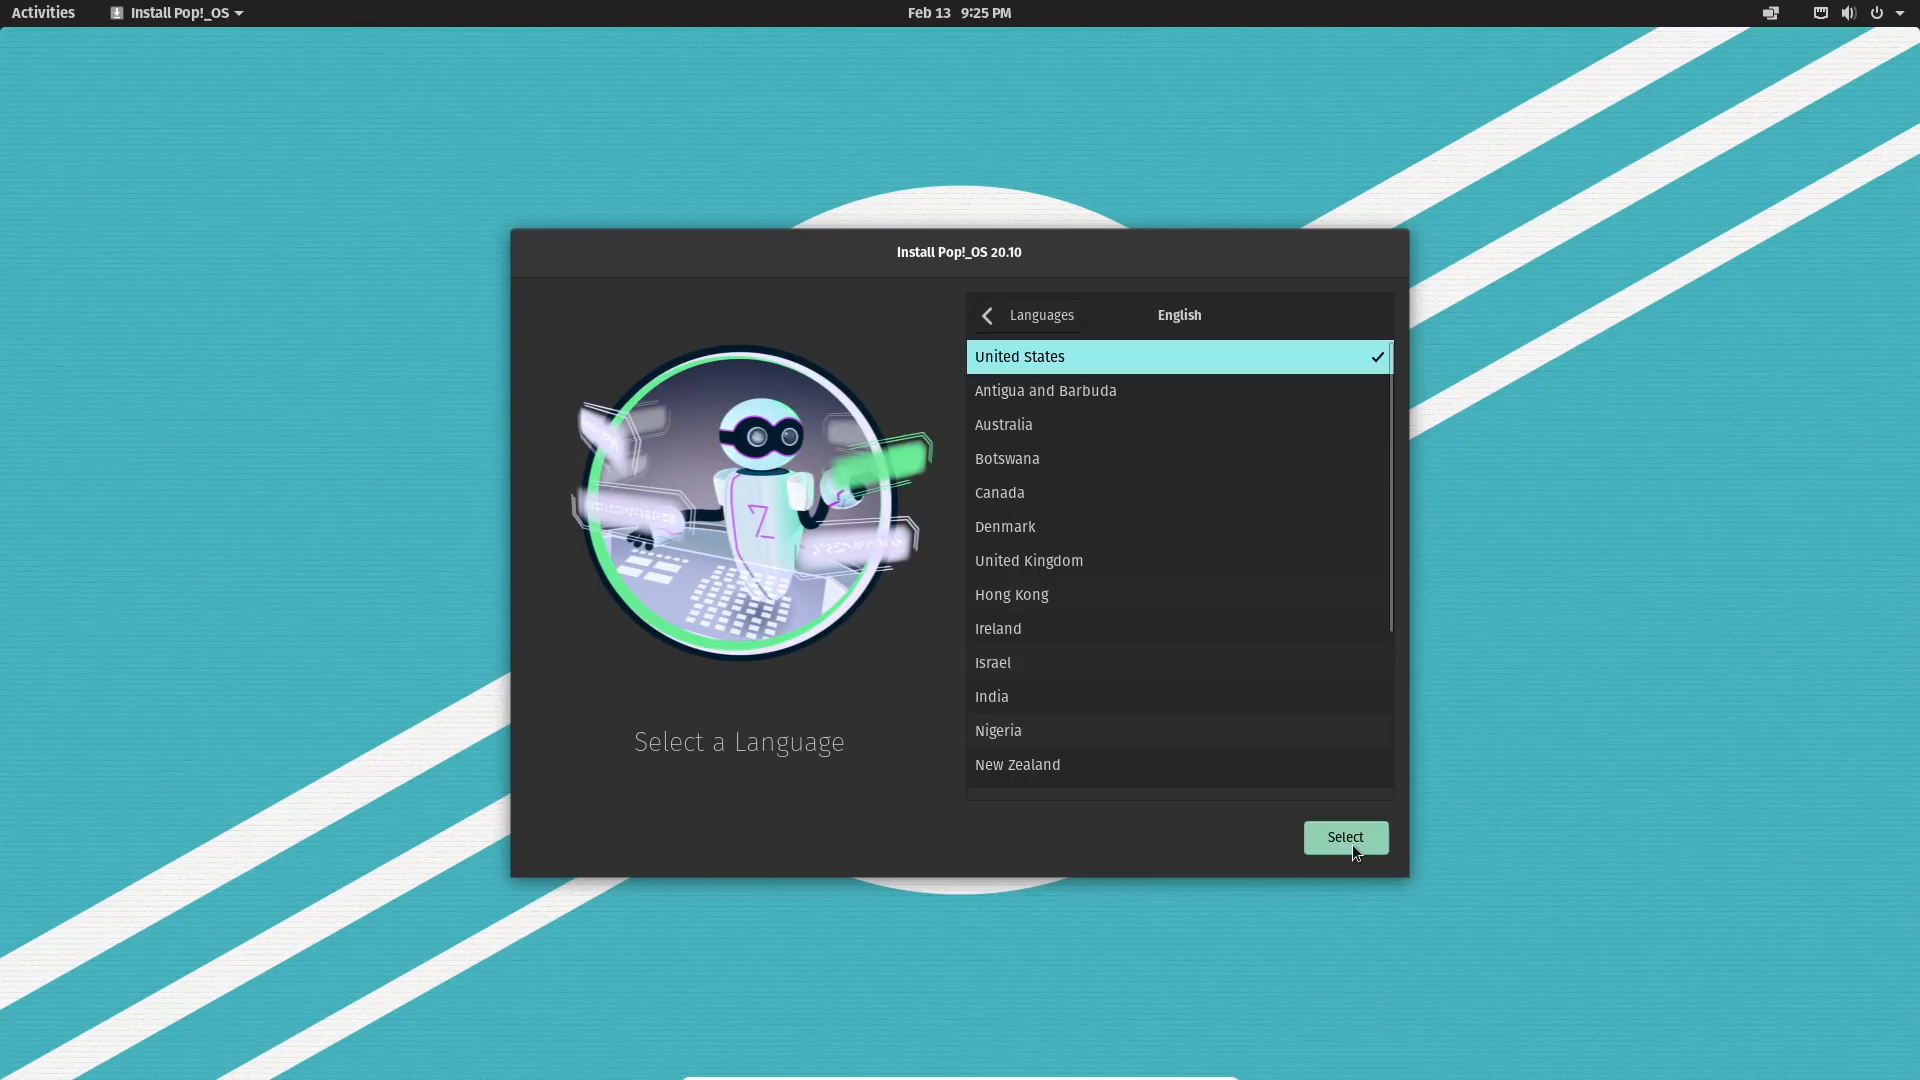 Activities
Install Pop!_OS
Feb 13 9:25 PM
Install Pop!_OS 20.10
Languages
English
United States
Antigua and Barbuda
Australia
Botswana
Canada
Denmark
United Kingdom
Hong Kong
Ireland
Israel
India
Nigeria
New Zealand
Select a Language
Select